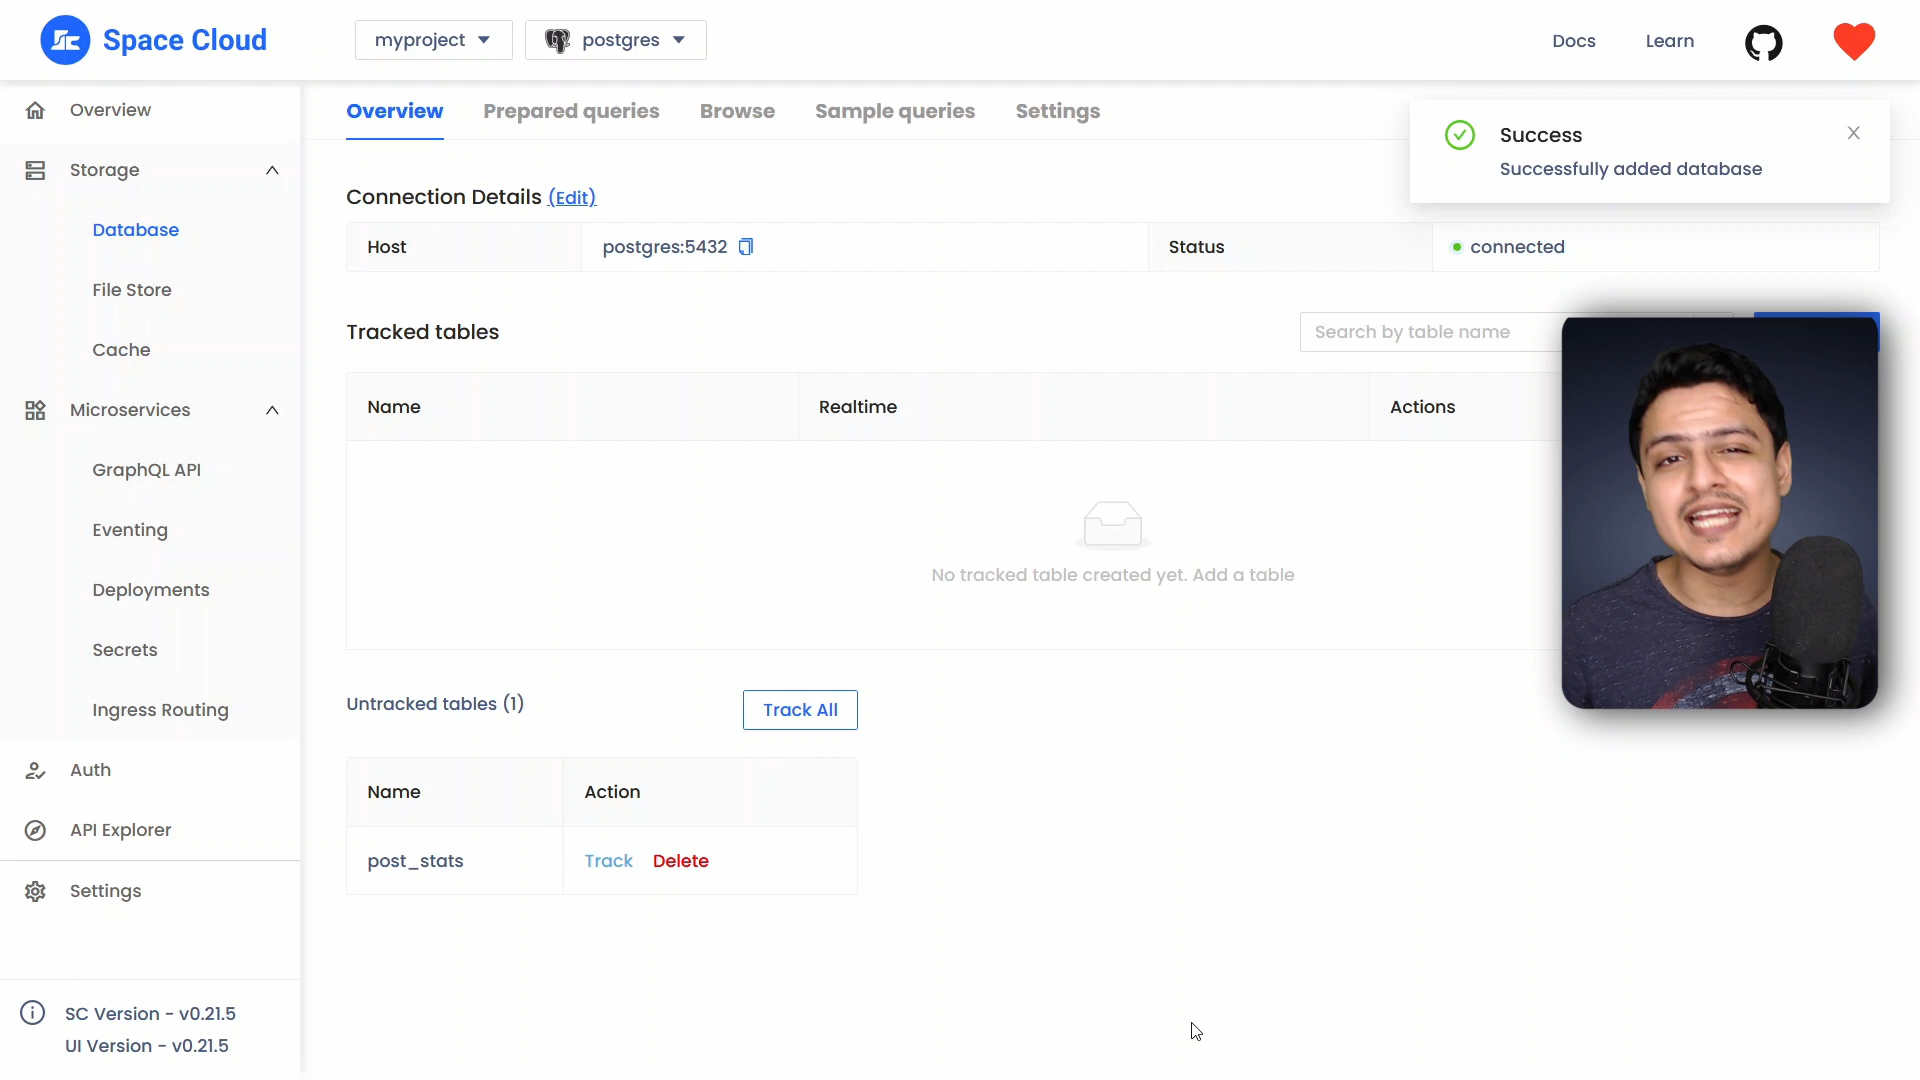 Space Cloud
myproject
postgres
Docs
Learn
Overview
Storage
Database
File Store
Cache
Microservices
GraphQL API
Eventing
Deployments
Secrets
Ingress Routing
Auth
API Explorer
Settings
SC Version - v0.21.5
UI Version - v0.21.5
Overview
Prepared queries
Browse
Sample queries
Settings
Success
Successfully added database
Connection Details (Edit)
Host
postgres:5432
Status
connected
Tracked tables
Search by table name
Name
Realtime
Actions
No tracked table created yet. Add a table
Untracked tables (1)
Track All
Name
Action
post_stats
Track
Delete